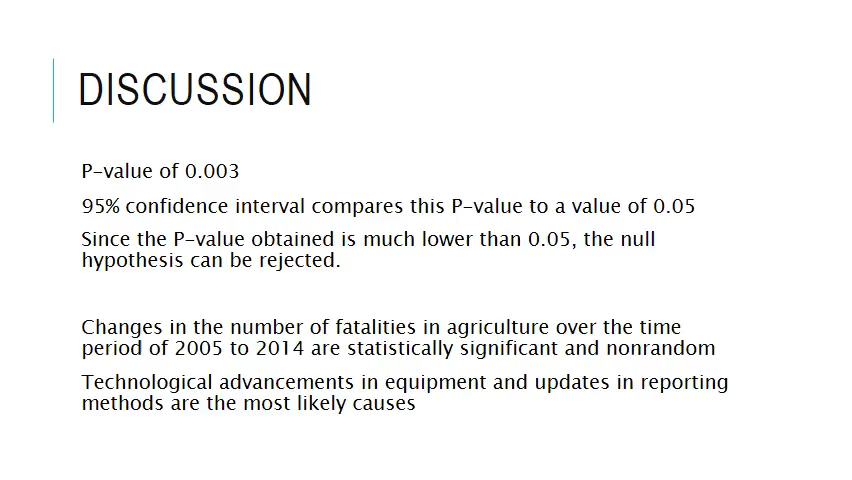 DISCUSSION
P-value of 0.003
95% confidence interval compares this P-value to a value of 0.05
Since the P-value obtained is much lower than 0.05, the null
hypothesis can be rejected.
Changes in the number of fatalities in agriculture over the time
period of 2005 to 2014 are statistically significant and nonrandom
Technological advancements in equipment and updates in reporting
methods are the most likely causes